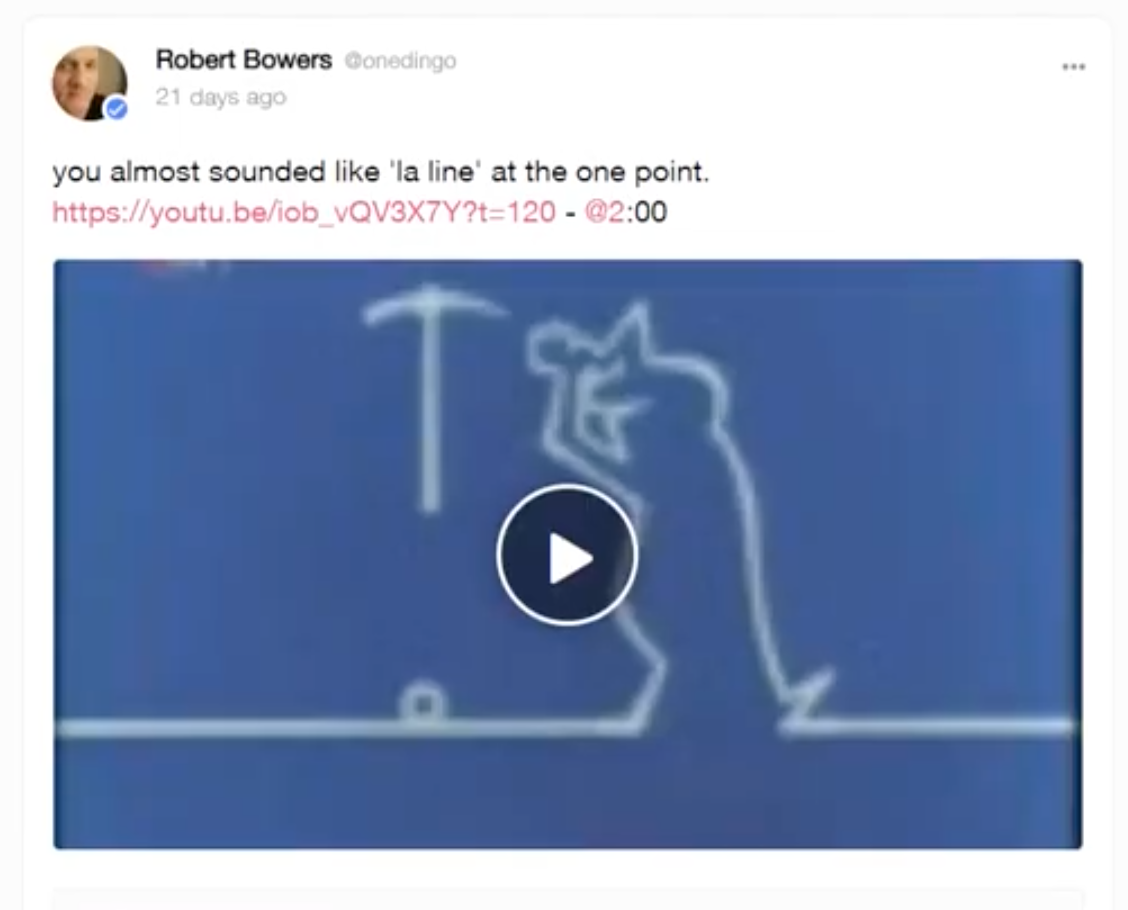 Robert Bowers @onedingo
21 days ago
you almost sounded like 'la line' at the one point.
https://youtu.be/iob_vQV3X7Y?t=120 - @2:00